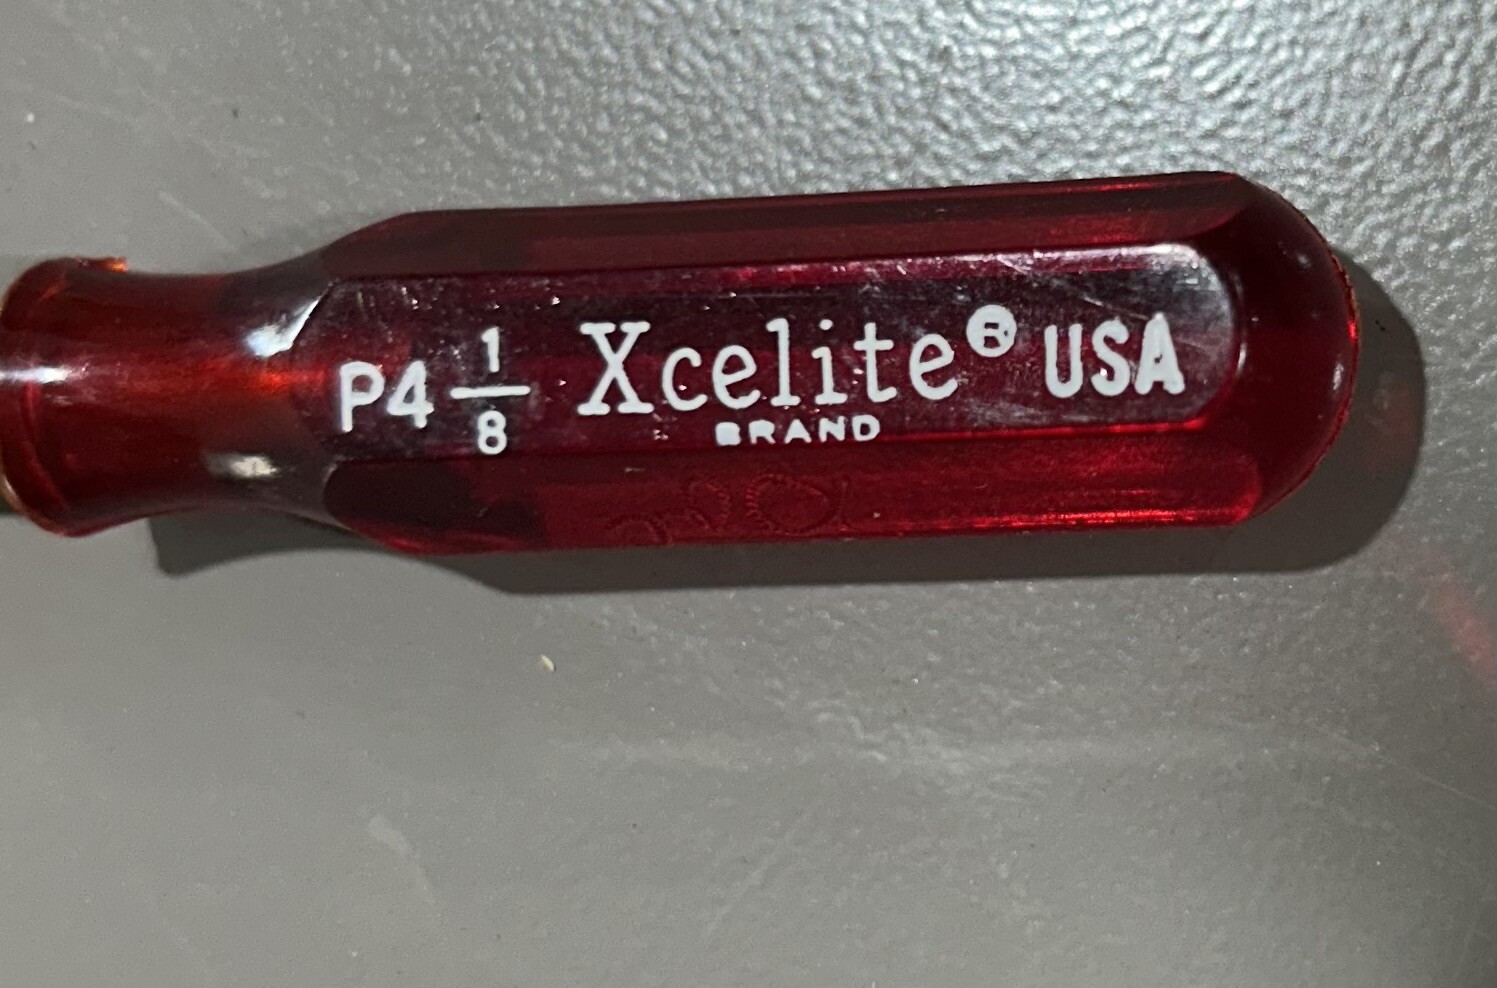 P4 1/8 Xcelite® USA
BRAND